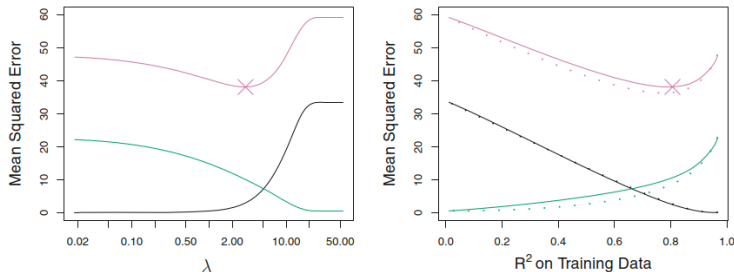 Mean Squared Error
0 10 20 30 40 50 60
0.02 0.10 0.50 2.00 10.00 50.00
λ
Mean Squared Error
0 10 20 30 40 50 60
0.0 0.2 0.4 0.6 0.8 1.0
R² on Training Data